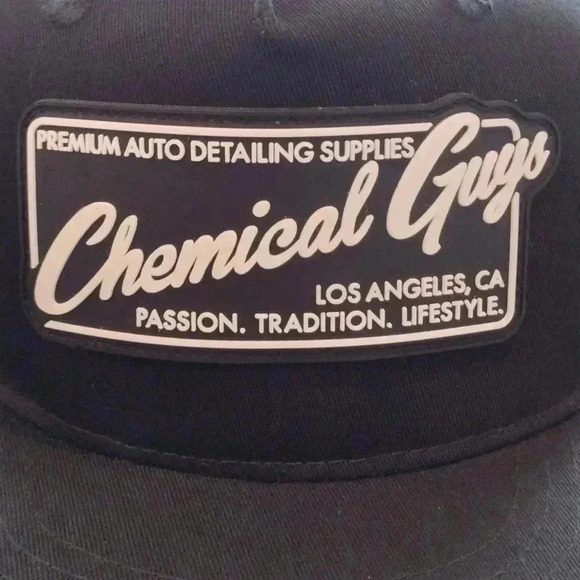 PREMIUM AUTO DETAILING SUPPLIES
Chemical Guys
LOS ANGELES, CA
PASSION. TRADITION. LIFESTYLE.